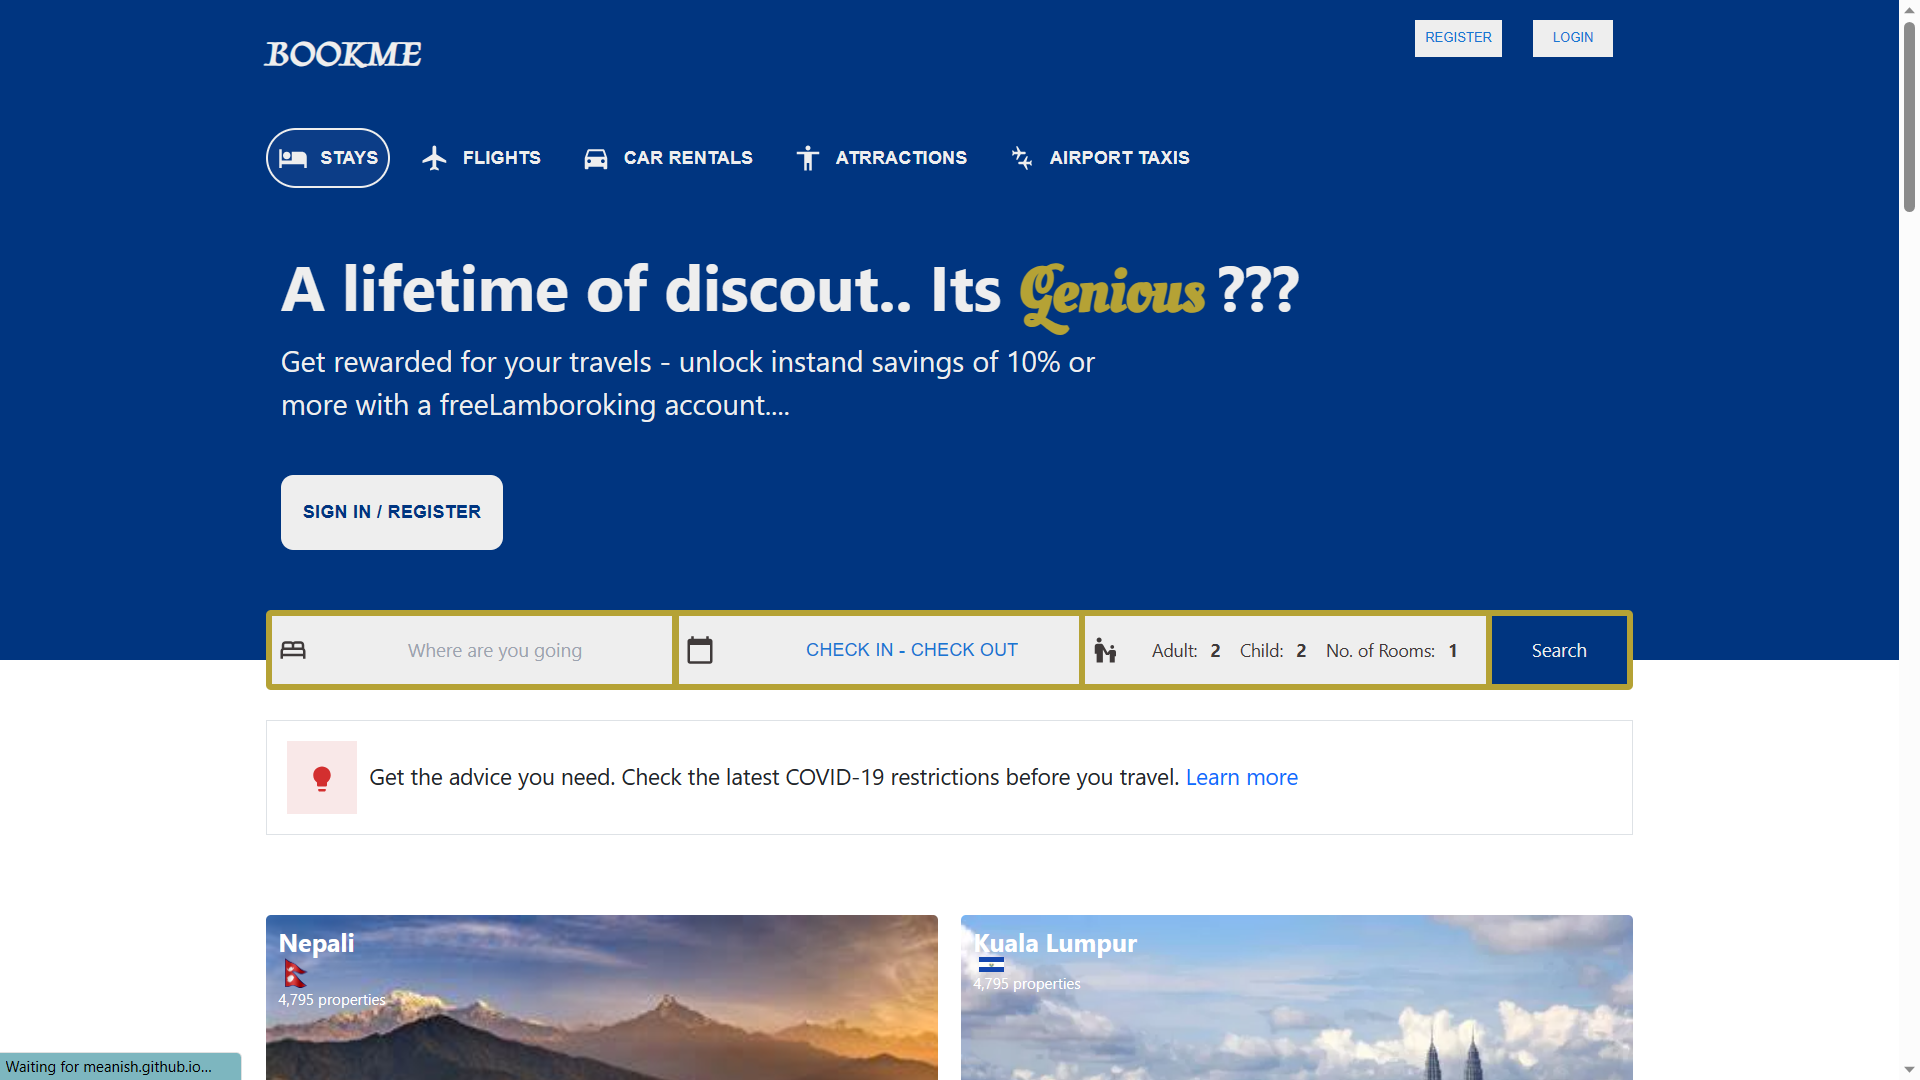 BOOKME
REGISTER
LOGIN
STAYS
FLIGHTS
CAR RENTALS
ATRRACTIONS
AIRPORT TAXIS
A lifetime of discout.. Its Genious ???
Get rewarded for your travels - unlock instand savings of 10% or
more with a freeLamboroking account....
SIGN IN / REGISTER
Where are you going
CHECK IN - CHECK OUT
Adult: 2 Child: 2 No. of Rooms: 1
Search
Get the advice you need. Check the latest COVID-19 restrictions before you travel. Learn more
Nepali
4,795 properties
Kuala Lumpur
4,795 properties
Waiting for meanish.github.io...